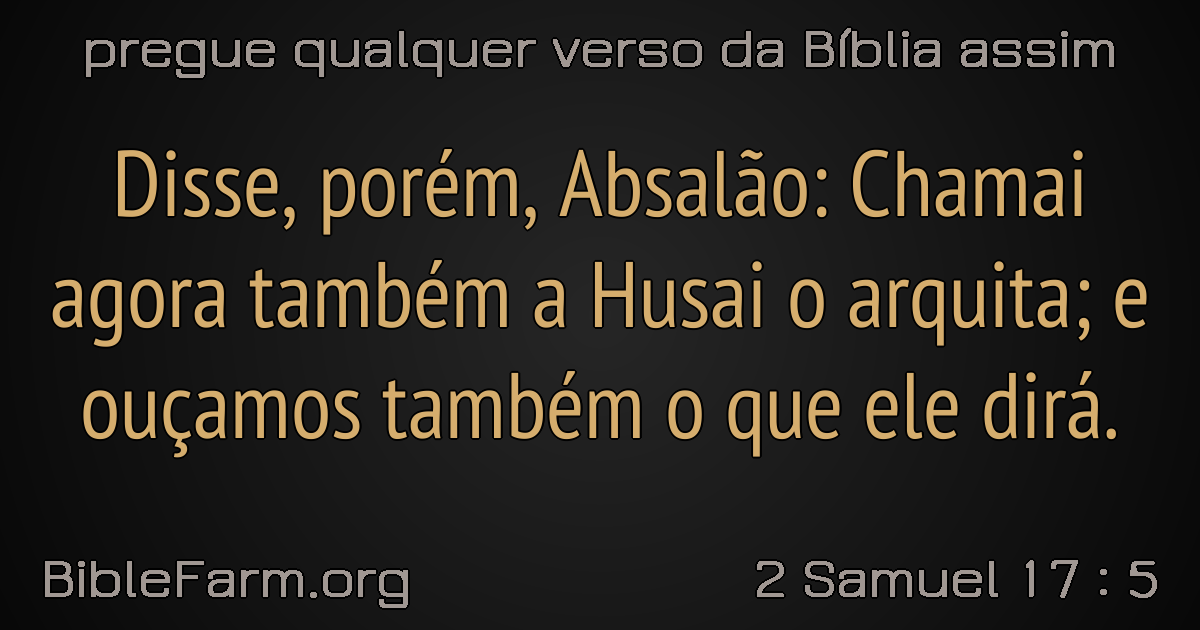 pregue qualquer verso da Bíblia assim
Disse, porém, Absalão: Chamai
agora também a Husai o arquita; e
ouçamos também o que ele dirá.
BibleFarm.org
2 Samuel 17 : 5